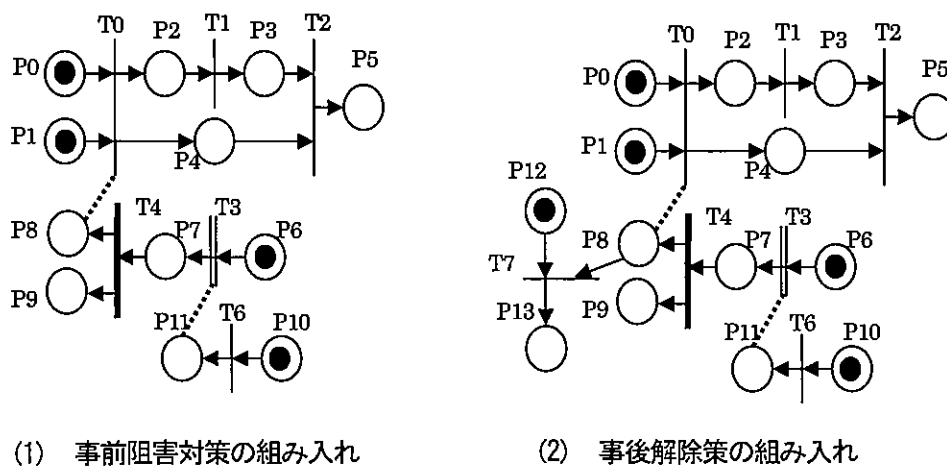 T0 T1 T2
P2 P3
P5
P0
P1
P4
T4 T3
P8 P7 P6
P9
P11 T6 P10
(1) 事前阻害対策の組み入れ
T0 T1 T2
P2 P3
P5
P0
P1
P4
P12
T4 T3
P8 P7 P6
T7
P13 P9
P11 T6 P10
(2) 事後解除策の組み入れ